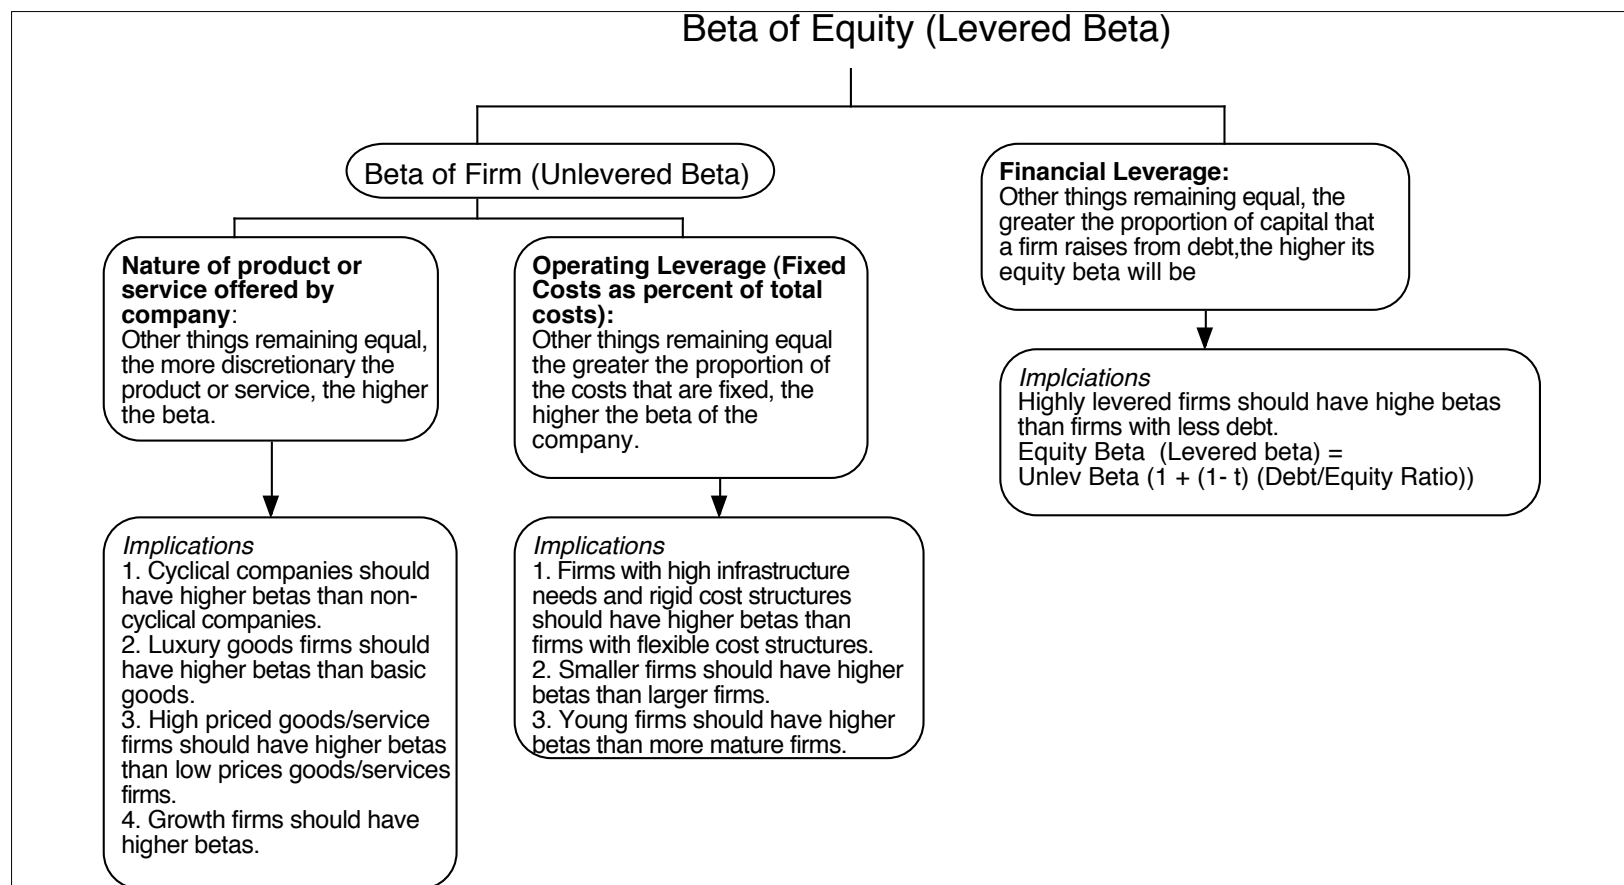 Beta of Equity (Levered Beta)
Beta of Firm (Unlevered Beta)
Nature of product or
service offered by
company:
Other things remaining equal,
the more discretionary the
product or service, the higher
the beta.
Operating Leverage (Fixed
Costs as percent of total
costs):
Other things remaining equal
the greater the proportion of
the costs that are fixed, the
higher the beta of the
company.
Financial Leverage:
Other things remaining equal, the
greater the proportion of capital that
a firm raises from debt,the higher its
equity beta will be
Implications
1. Cyclical companies should
have higher betas than non-
cyclical companies.
2. Luxury goods firms should
have higher betas than basic
goods.
3. High priced goods/service
firms should have higher betas
than low prices goods/services
firms.
4. Growth firms should have
higher betas.
Implications
1. Firms with high infrastructure
needs and rigid cost structures
should have higher betas than
firms with flexible cost structures.
2. Smaller firms should have higher
betas than larger firms.
3. Young firms should have higher
betas than more mature firms.
Implciations
Highly levered firms should have highe betas
than firms with less debt.
Equity Beta (Levered beta) =
Unlev Beta (1 + (1- t) (Debt/Equity Ratio))